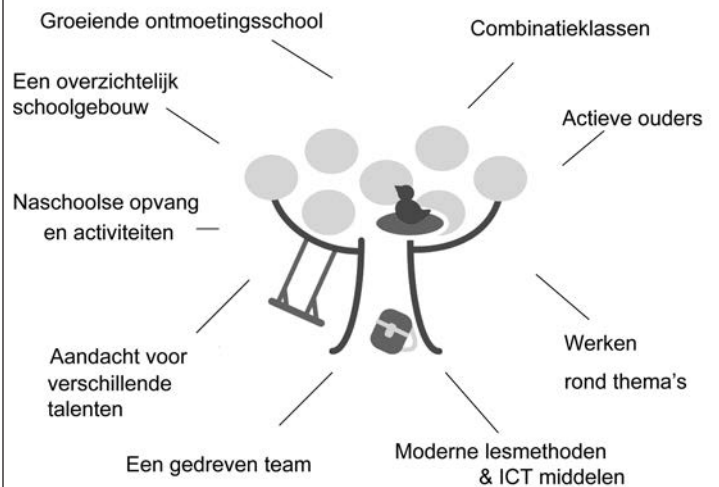 Groeiende ontmoetingsschool
Combinatieklassen
Een overzichtelijk
schoolgebouw
Actieve ouders
Naschoolse opvang
en activiteiten
Werken
rond thema's
Aandacht voor
verschillende
talenten
Een gedreven team
Moderne lesmethoden
& ICT middelen